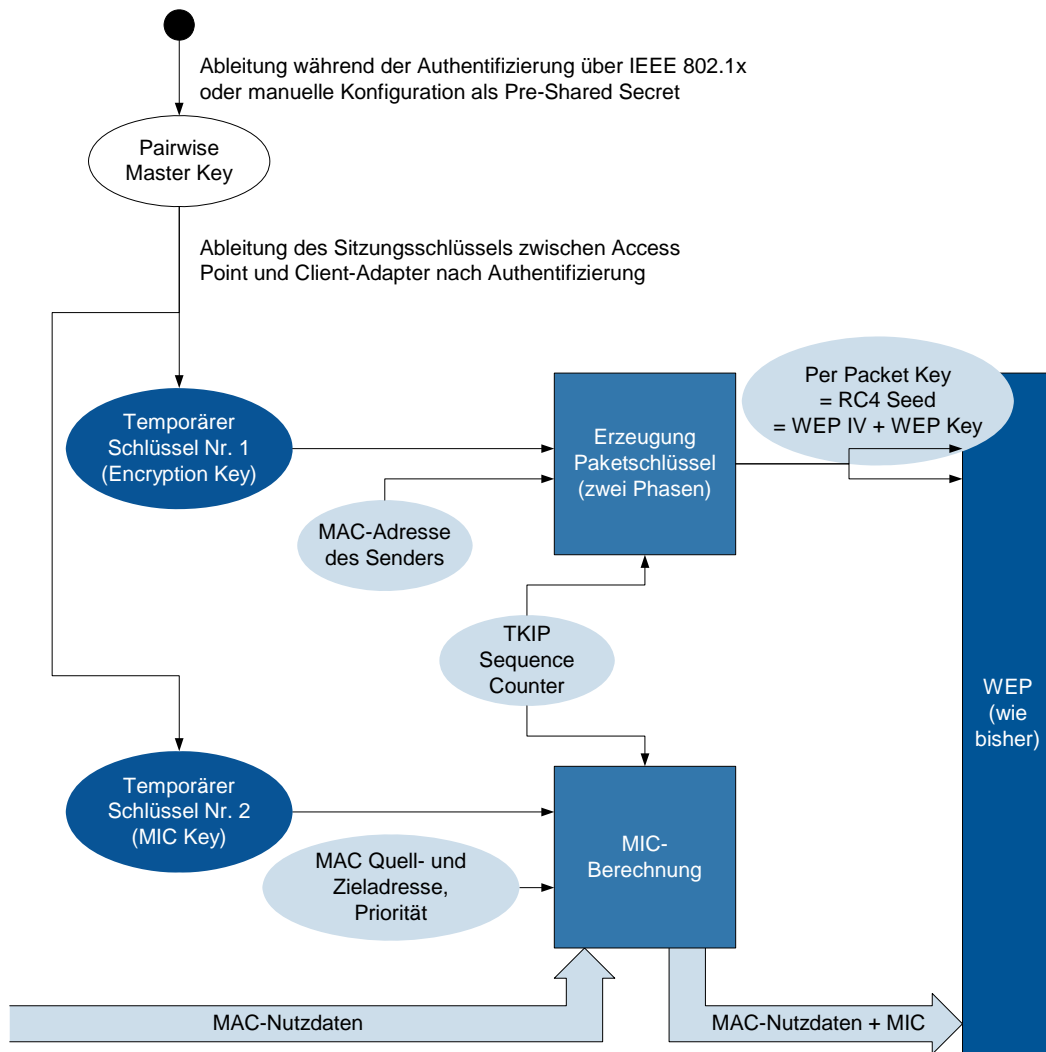 Ableitung während der Authentifizierung über IEEE 802.1x
oder manuelle Konfiguration als Pre-Shared Secret
Pairwise
Master Key
Ableitung des Sitzungsschlüssels zwischen Access
Point und Client-Adapter nach Authentifizierung
Temporärer
Schlüssel Nr. 1
(Encryption Key)
Erzeugung
Paketschlüssel
(zwei Phasen)
Per Packet Key
= RC4 Seed
= WEP IV + WEP Key
MAC-Adresse
des Senders
TKIP
Sequence
Counter
WEP
(wie
bisher)
Temporärer
Schlüssel Nr. 2
(MIC Key)
MIC-
Berechnung
MAC Quell- und
Zieladresse,
Priorität
MAC-Nutzdaten
MAC-Nutzdaten + MIC